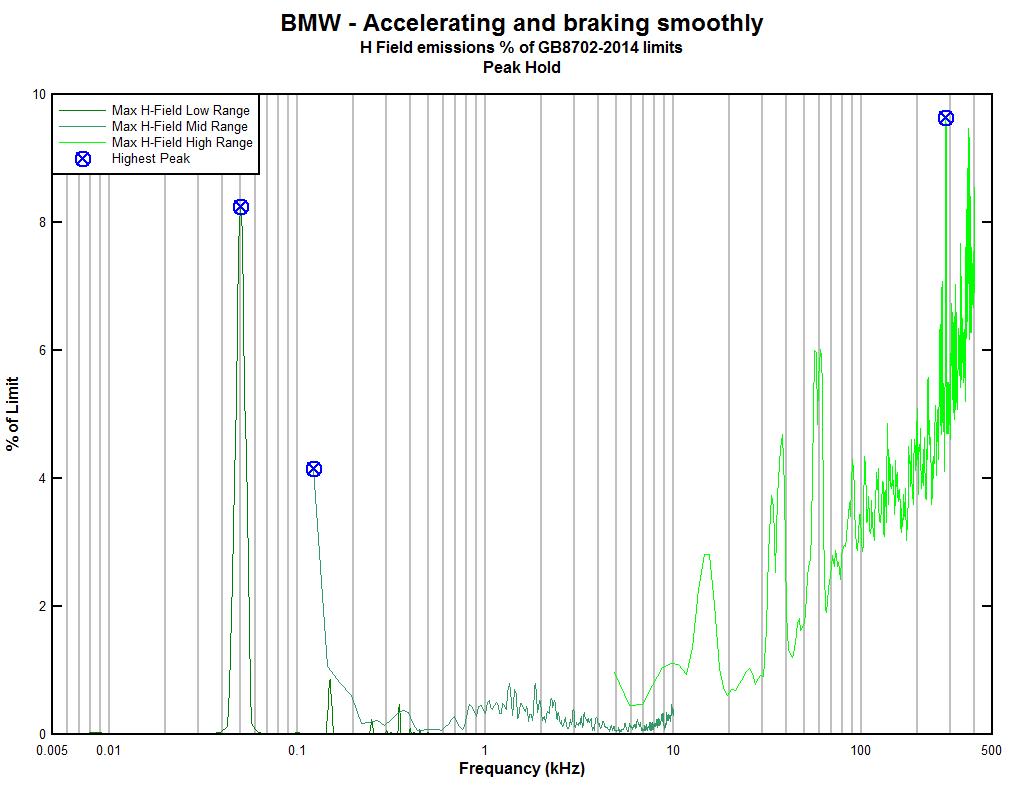 BMW - Accelerating and braking smoothly
H Field emissions % of GB8702-2014 limits
Peak Hold
10
Max H-Field Low Range
Max H-Field Mid Range
Max H-Field High Range
Highest Peak
8
6
% of Limit
4
2
0
0.005 0.01 0.1 1 10 100 500
Frequancy (kHz)